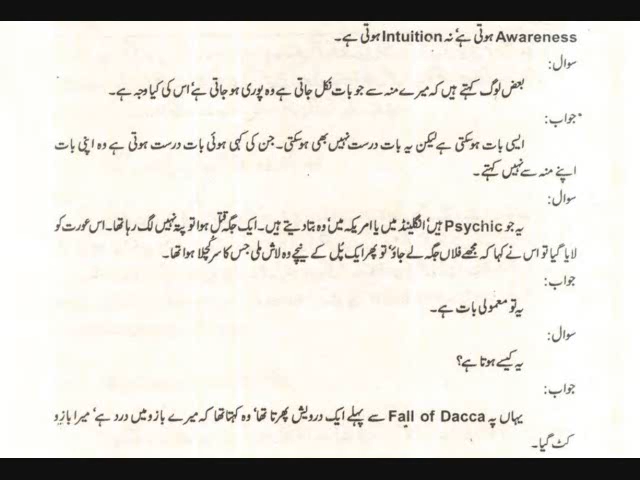 Awareness ہوتی ہے‘ نہ Intuition ہوتی ہے۔
سوال:
بعض لوگ کہتے ہیں کہ میرے منہ سے جو بات نکل جاتی ہے وہ پوری ہو جاتی ہے‘ اس کی کیا وجہ ہے۔
جواب:
ایسی بات ہو سکتی ہے لیکن یہ بات درست نہیں بھی ہو سکتی۔ جن کی کہی ہوئی بات درست ہوتی ہے وہ اپنی بات
اپنے منہ سے نہیں کہتے۔
سوال:
یہ جو Psychic ہیں‘ انگلینڈ میں یا امریکہ میں‘ وہ بتا دیتے ہیں۔ ایک جگہ قتل ہوا تو پتہ نہیں لگ رہا تھا۔ اس عورت کو
لایا گیا تو اس نے کہا کہ مجھے فلاں جگہ لے جاؤ‘ تو پھر ایک پُل کے نیچے وہ لاش ملی جس کا سر کُچلا ہوا تھا۔
جواب:
یہ تو معمولی بات ہے۔
سوال:
یہ کیسے ہوتا ہے؟
جواب:
یہاں پہ Fall of Dacca سے پہلے ایک درویش پھرتا تھا‘ وہ کہتا تھا کہ میرے بازو میں درد ہے‘ میرا بازو
کٹ گیا۔